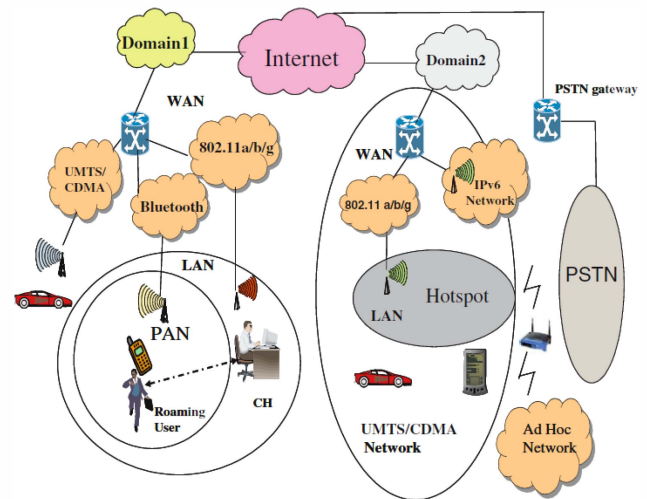 Domain1
Internet
Domain2
PSTN gateway
WAN
802.11a/b/g
UMTS/
CDMA
Bluetooth
WAN
802.11 a/b/g
IPv6
Network
LAN
PAN
Roaming
User
CH
Hotspot
LAN
PSTN
UMTS/CDMA
Network
Ad Hoc
Network